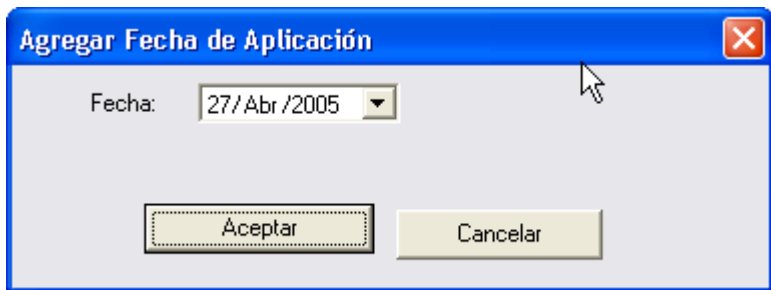 Agregar Fecha de Aplicación
Fecha: 27/Abr/2005
Aceptar Cancelar